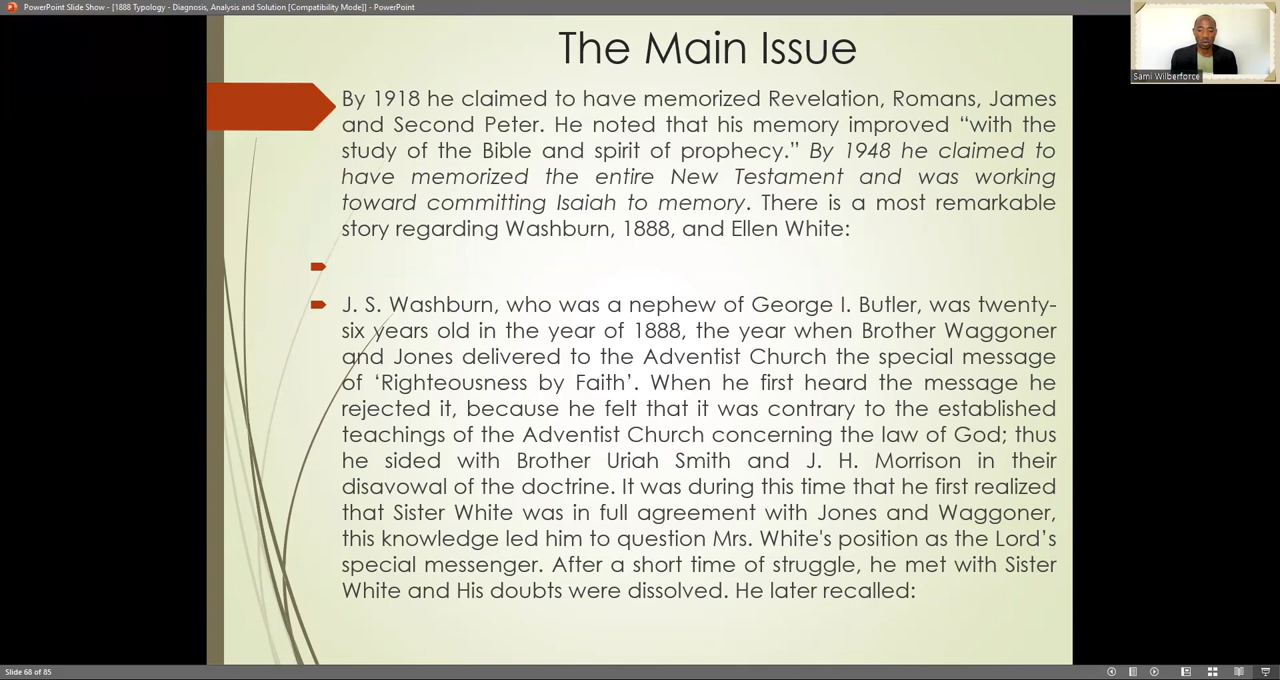 PowerPoint Slide Show - [1888 Typology - Diagnosis, Analysis and Solution [Compatibility Mode]] - PowerPoint
The Main Issue
By 1918 he claimed to have memorized Revelation, Romans, James
and Second Peter. He noted that his memory improved “with the
study of the Bible and spirit of prophecy.” By 1948 he claimed to
have memorized the entire New Testament and was working
toward committing Isaiah to memory. There is a most remarkable
story regarding Washburn, 1888, and Ellen White:
J. S. Washburn, who was a nephew of George I. Butler, was twenty-
six years old in the year of 1888, the year when Brother Waggoner
and Jones delivered to the Adventist Church the special message
of ‘Righteousness by Faith’. When he first heard the message he
rejected it, because he felt that it was contrary to the established
teachings of the Adventist Church concerning the law of God; thus
he sided with Brother Uriah Smith and J. H. Morrison in their
disavowal of the doctrine. It was during this time that he first realized
that Sister White was in full agreement with Jones and Waggoner,
this knowledge led him to question Mrs. White's position as the Lord’s
special messenger. After a short time of struggle, he met with Sister
White and His doubts were dissolved. He later recalled:
Sami Wilberforce
Slide 68 of 85